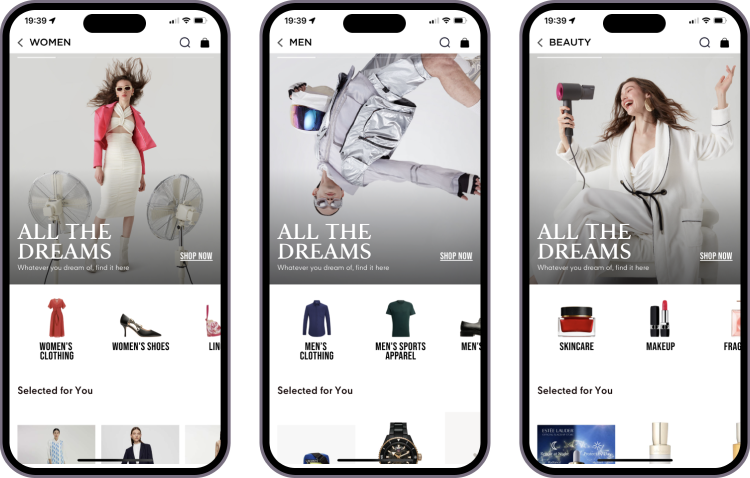 19:39
WOMEN
ALL THE
DREAMS
Whatever you dream of, find it here
SHOP NOW
WOMEN'S
CLOTHING
WOMEN'S SHOES
LIN
Selected for You
19:39
MEN
ALL THE
DREAMS
Whatever you dream of, find it here
SHOP NOW
MEN'S
CLOTHING
MEN'S SPORTS
APPAREL
MEN'S
Selected for You
19:39
BEAUTY
ALL THE
DREAMS
Whatever you dream of, find it here
SHOP NOW
SKINCARE
MAKEUP
FRAG
Selected for You
ESTĒE LAUDER